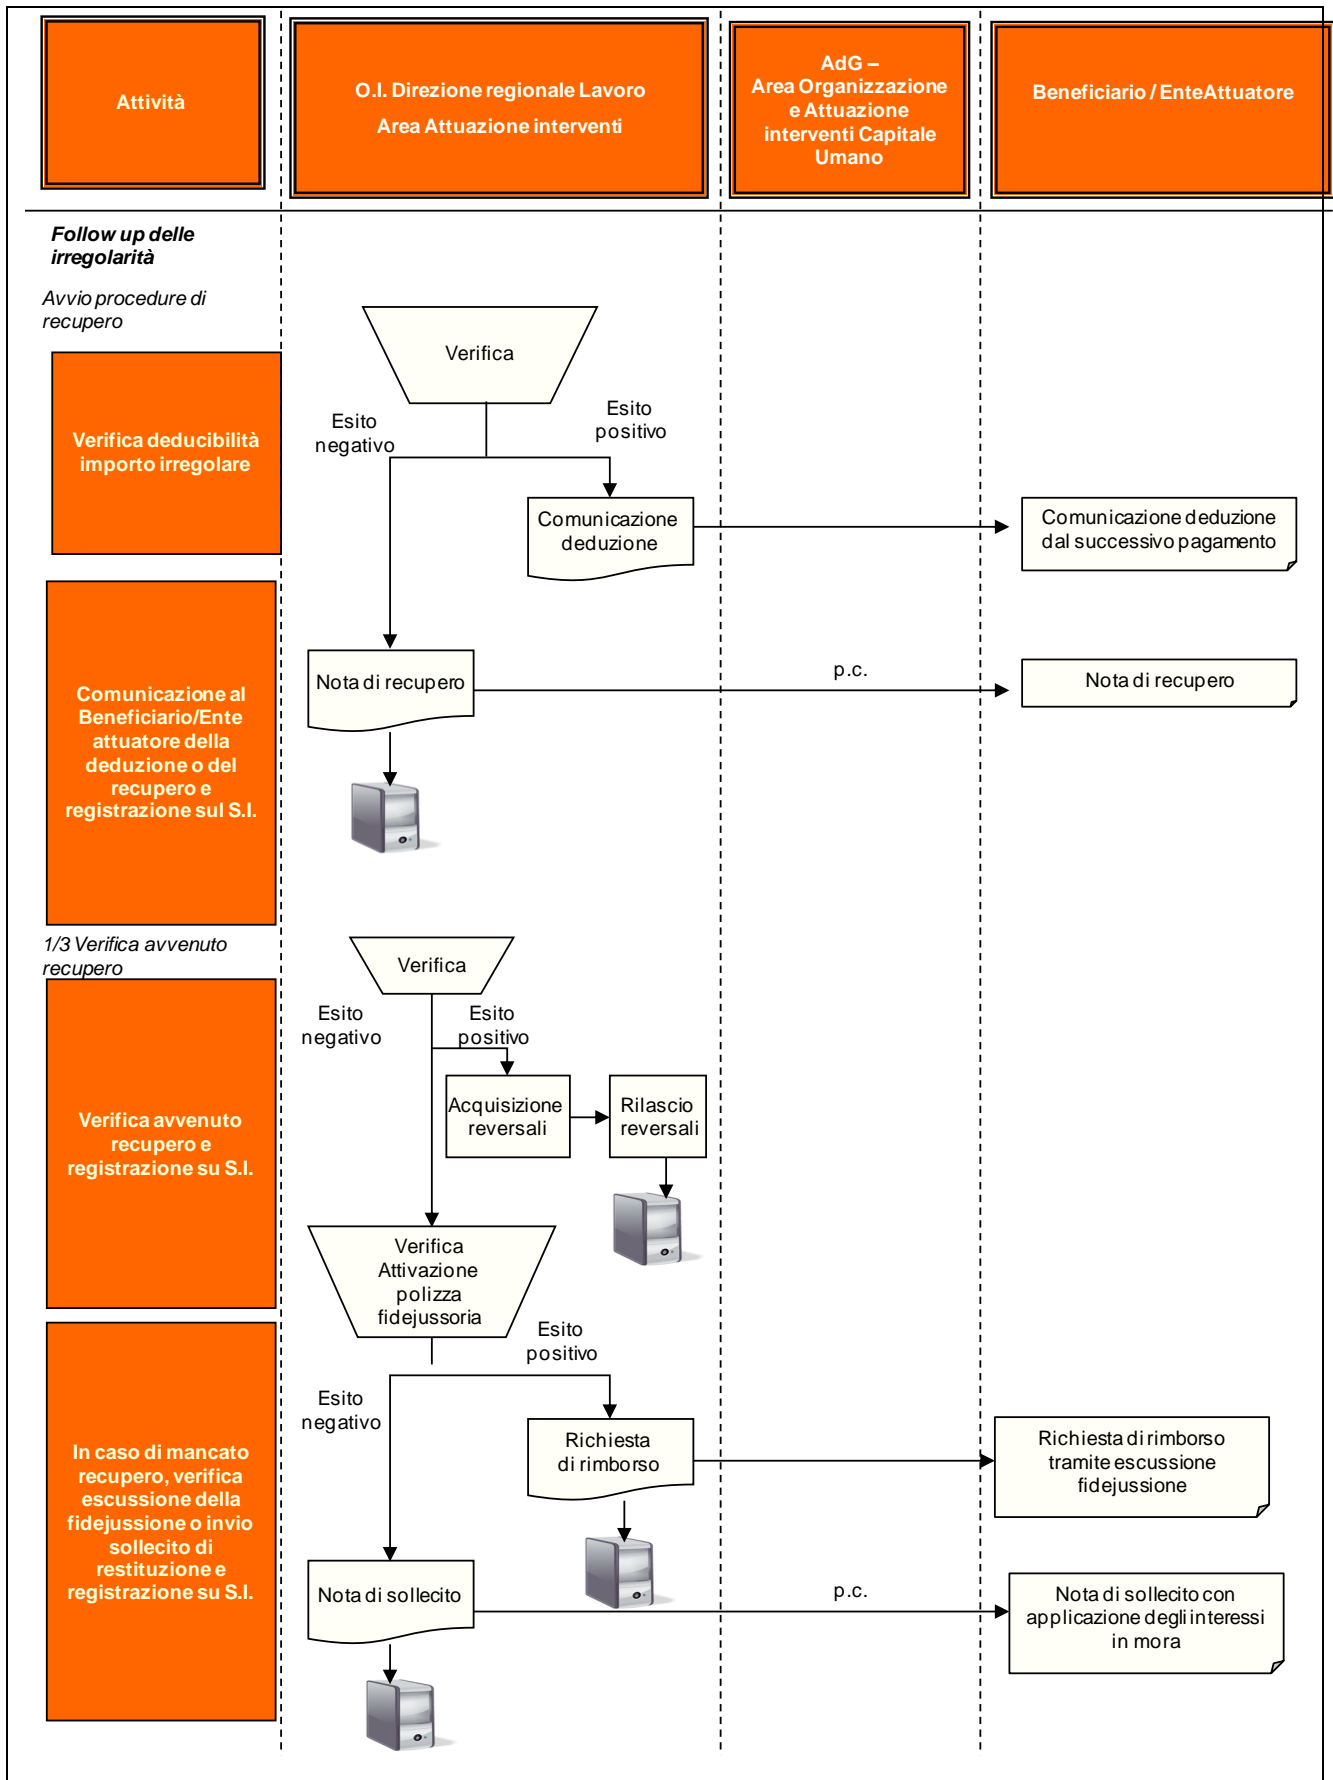 Attività
O.I. Direzione regionale Lavoro
Area Attuazione interventi
AdG –
Area Organizzazione
e Attuazione
interventi Capitale
Umano
Beneficiario / Ente Attuatore
Follow up delle
irregolarità
Avvio procedure di
recupero
Verifica
Esito
negativo
Esito
positivo
Verifica deducibilità
importo irregolare
Comunicazione
deduzione
Comunicazione deduzione
dal successivo pagamento
Comunicazione al
Beneficiario/Ente
attuatore della
deduzione o del
recupero e
registrazione sul S.I.
Nota di recupero
p.c.
Nota di recupero
1/3 Verifica avvenuto
recupero
Verifica
Esito
negativo
Esito
positivo
Verifica avvenuto
recupero e
registrazione su S.I.
Acquisizione
reversali
Rilascio
reversali
Verifica
Attivazione
polizza
fidejussoria
Esito
positivo
Esito
negativo
In caso di mancato
recupero, verifica
escussione della
fidejussione o invio
sollecito di
restituzione e
registrazione su S.I.
Richiesta
di rimborso
Richiesta di rimborso
tramite escussione
fidejussione
Nota di sollecito
p.c.
Nota di sollecito con
applicazione degli interessi
in mora